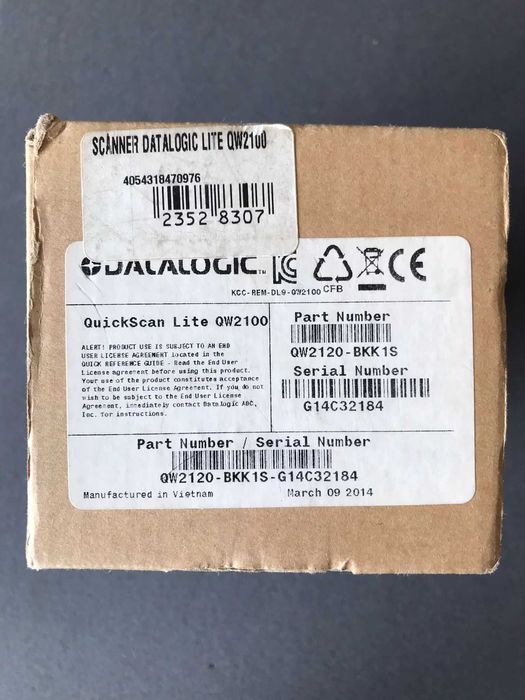 SCANNER DATALOGIC LITE QW2100
4054318470976
2352 8307
DATALOGIC™
KCC-REM-DL9-QW2100 CFB
CE
QuickScan Lite QW2100
ALERT! PRODUCT USE IS SUBJECT TO AN END
USER LICENSE AGREEMENT located in the
QUICK REFERENCE GUIDE - Read the End User
License agreement before using this product.
Your use of the product constitutes acceptance
of the End User License Agreement. If you do not
wish to be subject to the End User License
Agreement, immediately contact Datalogic ADC,
Inc. for instructions.
Part Number
QW2120-BKK1S
Serial Number
G14C32184
Part Number / Serial Number
QW2120-BKK1S-G14C32184
Manufactured in Vietnam
March 09 2014